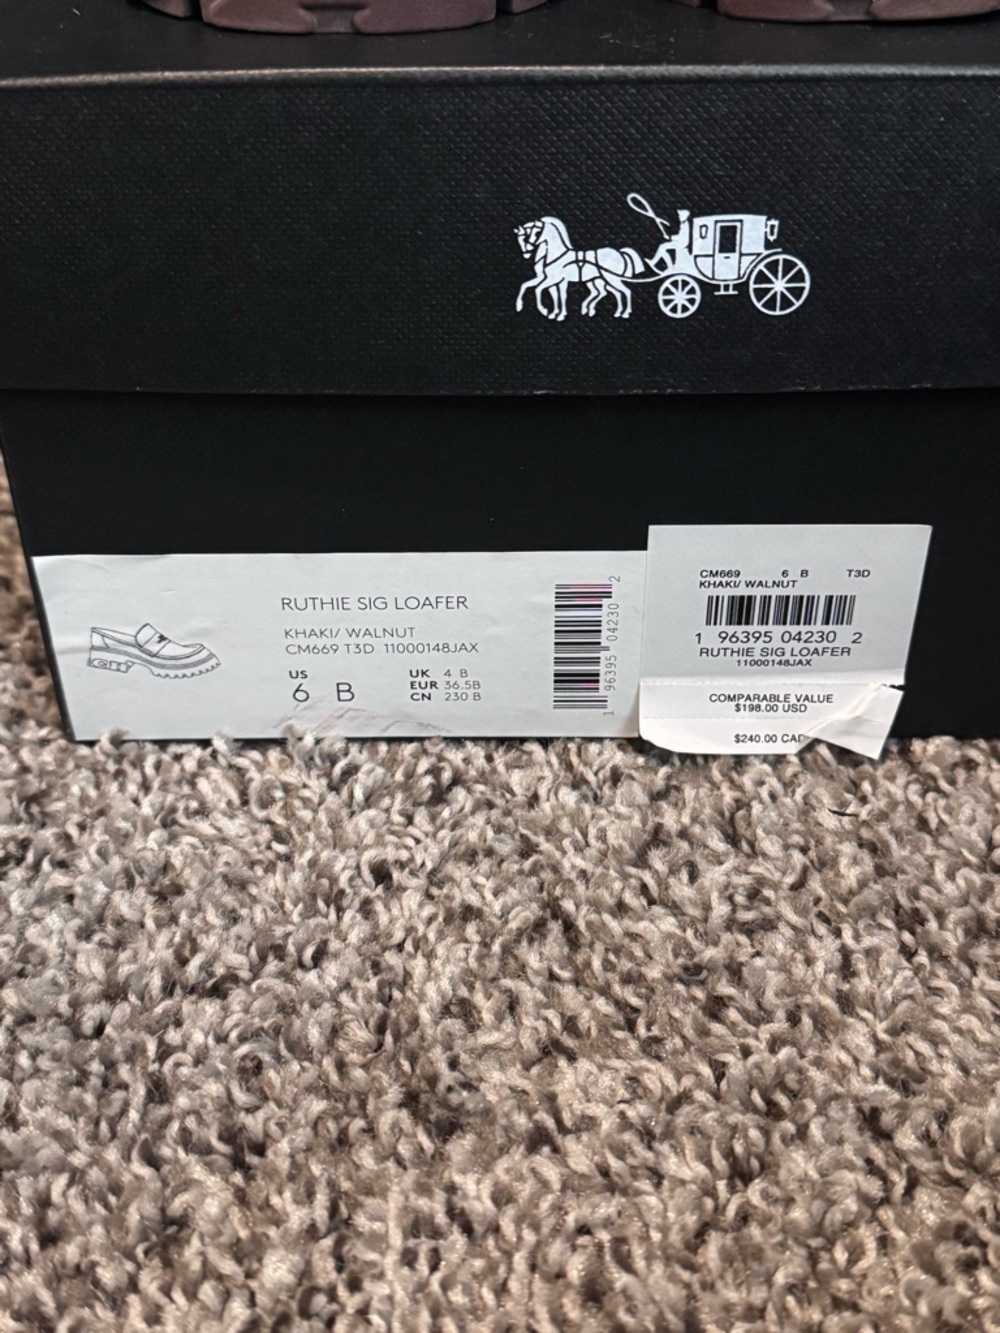 RUTHIE SIG LOAFER
KHAKI/ WALNUT
CM669 T3D 11000148JAX
US
6 B
UK 4 B
EUR 36.5B
CN 230 B
1 96395 04230 2
CM669 6 B T3D
KHAKI/ WALNUT
1 96395 04230 2
RUTHIE SIG LOAFER
11000148JAX
COMPARABLE VALUE
$198.00 USD
$240.00 CAD